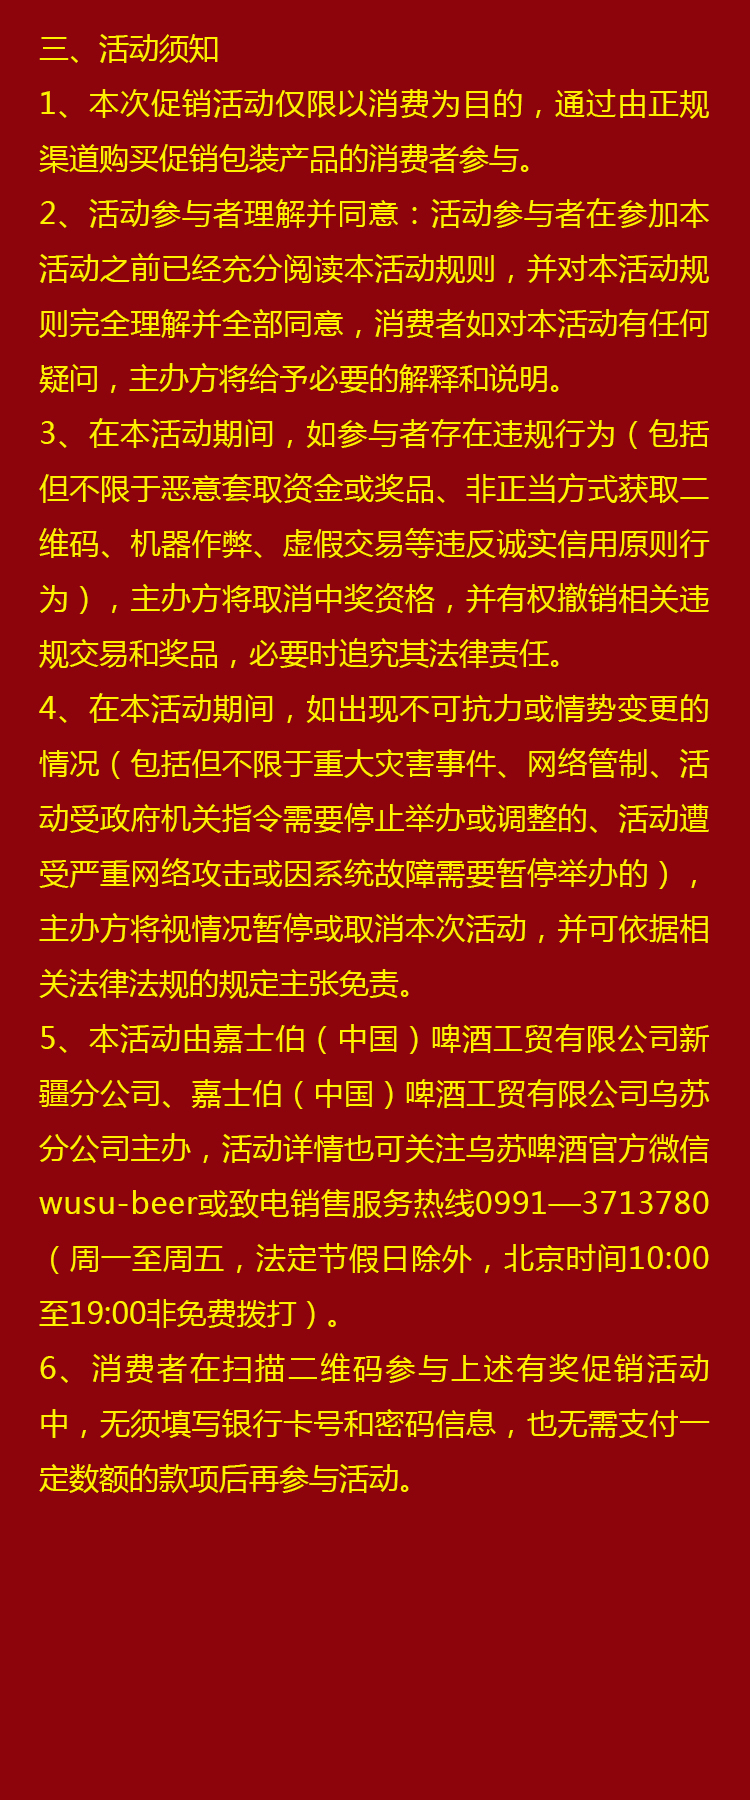 三、活动须知
1、本次促销活动仅限以消费为目的，通过由正规
渠道购买促销包装产品的消费者参与。
2、活动参与者理解并同意：活动参与者在参加本
活动之前已经充分阅读本活动规则，并对本活动规
则完全理解并全部同意，消费者如对本活动有任何
疑问，主办方将给予必要的解释和说明。
3、在本活动期间，如参与者存在违规行为（包括
但不限于恶意套取资金或奖品、非正当方式获取二
维码、机器作弊、虚假交易等违反诚实信用原则行
为），主办方将取消中奖资格，并有权撤销相关违
规交易和奖品，必要时追究其法律责任。
4、在本活动期间，如出现不可抗力或情势变更的
情况（包括但不限于重大灾害事件、网络管制、活
动受政府机关指令需要停止举办或调整的、活动遭
受严重网络攻击或因系统故障需要暂停举办的），
主办方将视情况暂停或取消本次活动，并可依据相
关法律法规的规定主张免责。
5、本活动由嘉士伯（中国）啤酒工贸有限公司新
疆分公司、嘉士伯（中国）啤酒工贸有限公司乌苏
分公司主办，活动详情也可关注乌苏啤酒官方微信
wusu-beer或致电销售服务热线0991—3713780
（周一至周五，法定节假日除外，北京时间10:00
至19:00非免费拨打）。
6、消费者在扫描二维码参与上述有奖促销活动
中，无须填写银行卡号和密码信息，也无需支付一
定数额的款项后再参与活动。